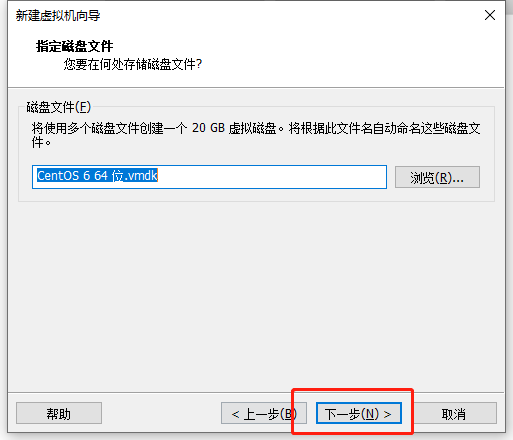 新建虚拟机向导
指定磁盘文件
您要在何处存储磁盘文件?
磁盘文件(F)
将使用多个磁盘文件创建一个 20 GB 虚拟磁盘。将根据此文件名自动命名这些磁盘文
件。
CentOS 6 64 位.vmdk
浏览(R)...
帮助
< 上一步(B)
下一步(N) >
取消